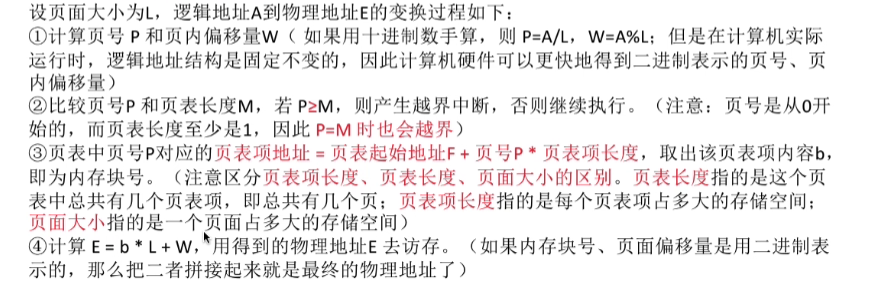 设页面大小为L，逻辑地址A到物理地址E的变换过程如下：
①计算页号 P 和页内偏移量W（ 如果用十进制数手算，则 P=A/L，W=A%L；但是在计算机实际
运行时，逻辑地址结构是固定不变的，因此计算机硬件可以更快地得到二进制表示的页号、页
内偏移量）
②比较页号P 和页表长度M，若 P≥M，则产生越界中断，否则继续执行。（注意：页号是从0开
始的，而页表长度至少是1，因此 P=M 时也会越界）
③页表中页号P对应的页表项地址 = 页表起始地址F + 页号P * 页表项长度，取出该页表项内容b，
即为内存块号。（注意区分页表项长度、页表长度、页面大小的区别。页表长度指的是这个页
表中总共有几个页表项，即总共有几个页；页表项长度指的是每个页表项占多大的存储空间；
页面大小指的是一个页面占多大的存储空间）
④计算 E = b * L + W，用得到的物理地址E 去访存。（如果内存块号、页面偏移量是用二进制表
示的，那么把二者拼接起来就是最终的物理地址了）